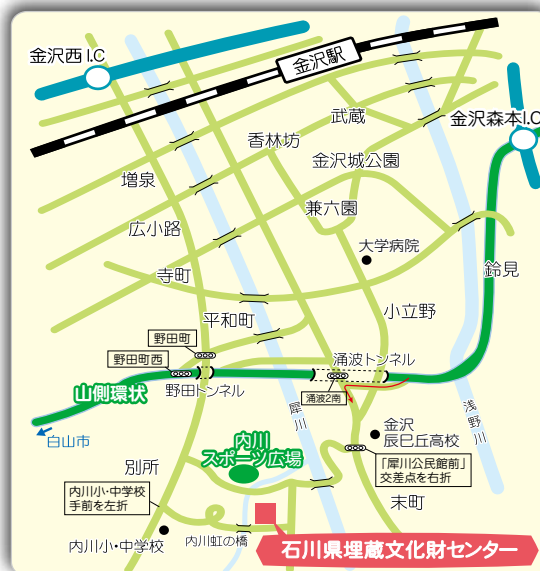 金沢西 I.C
金沢駅
武蔵
金沢森本I.C
香林坊
金沢城公園
増泉
兼六園
広小路
大学病院
寺町
鈴見
小立野
平和町
野田町
野田町西
涌波トンネル
山側環状
野田トンネル
涌波2南
犀川
浅野川
白山市
金沢
辰巳丘高校
内川
スポーツ広場
別所
「犀川公民館前」
交差点を右折
内川小・中学校
手前を左折
末町
内川小・中学校
内川虹の橋
石川県埋蔵文化財センター